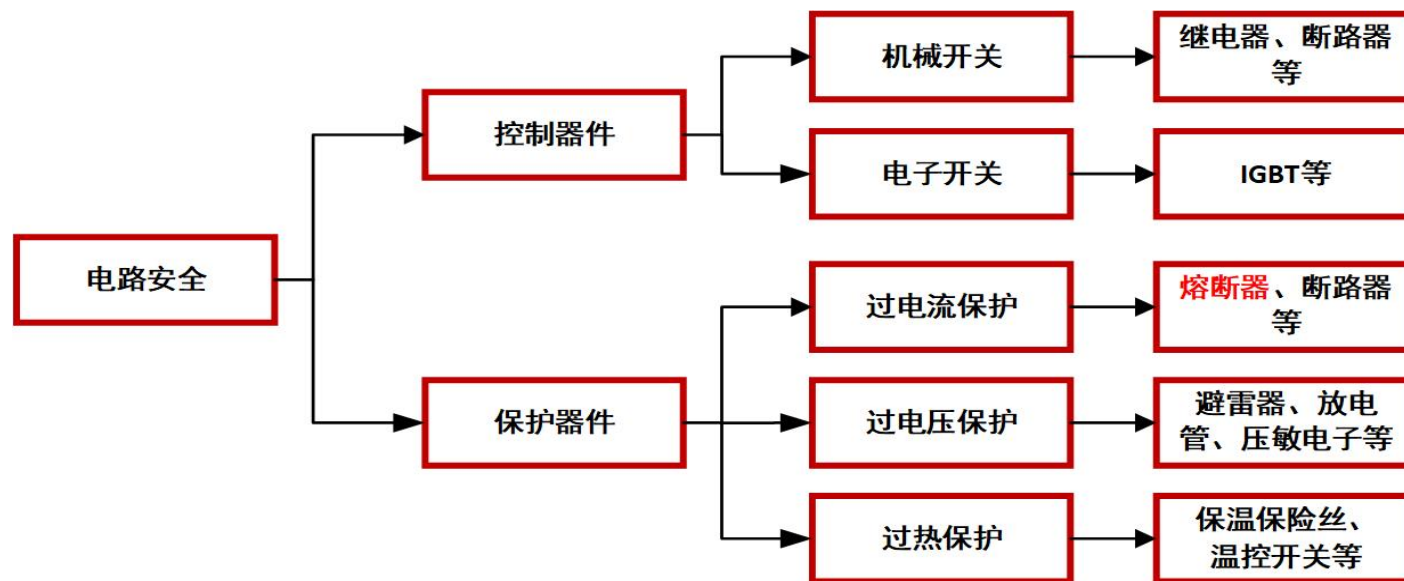 机械开关
继电器、断路器
等
控制器件
电子开关
IGBT等
电路安全
过电流保护
熔断器、断路器
等
保护器件
过电压保护
避雷器、放电
管、压敏电子等
过热保护
保温保险丝、
温控开关等